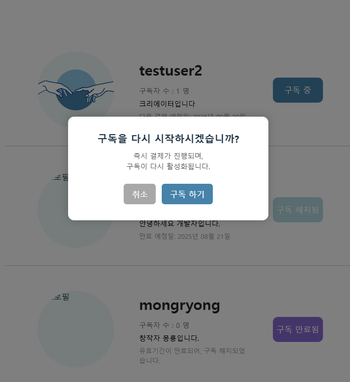 testuser2
구독자 수 : 1 명
크리에이터입니다
구독 중
구독을 다시 시작하시겠습니까?
즉시 결제가 진행되며,
구독이 다시 활성화됩니다.
취소
구독 하기
로필
구독 해지됨
안녕하세요 개발자입니다.
만료 예정일: 2025년 08월 21일
로필
mongryong
구독자 수 : 0 명
창작자 몽룡입니다.
유효기간이 만료되어, 구독 해지되었
습니다.
구독 만료됨